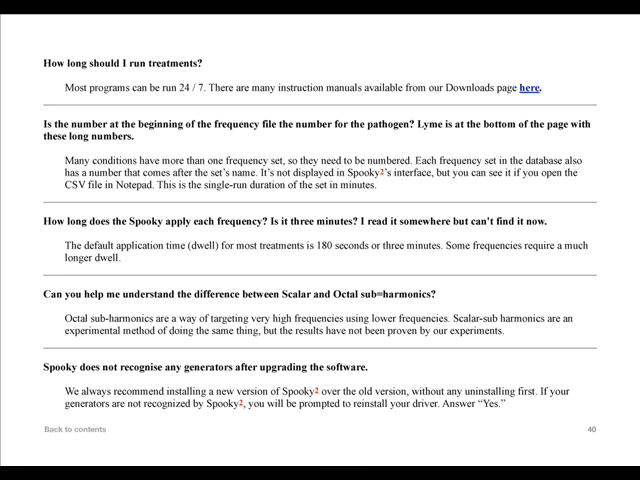 How long should I run treatments?
Most programs can be run 24 / 7. There are many instruction manuals available from our Downloads page here.
Is the number at the beginning of the frequency file the number for the pathogen? Lyme is at the bottom of the page with
these long numbers.
Many conditions have more than one frequency set, so they need to be numbered. Each frequency set in the database also
has a number that comes after the set’s name. It’s not displayed in Spooky2’s interface, but you can see it if you open the
CSV file in Notepad. This is the single-run duration of the set in minutes.
How long does the Spooky apply each frequency? Is it three minutes? I read it somewhere but can't find it now.
The default application time (dwell) for most treatments is 180 seconds or three minutes. Some frequencies require a much
longer dwell.
Can you help me understand the difference between Scalar and Octal sub=harmonics?
Octal sub-harmonics are a way of targeting very high frequencies using lower frequencies. Scalar-sub harmonics are an
experimental method of doing the same thing, but the results have not been proven by our experiments.
Spooky does not recognise any generators after upgrading the software.
We always recommend installing a new version of Spooky2 over the old version, without any uninstalling first. If your
generators are not recognized by Spooky2, you will be prompted to reinstall your driver. Answer “Yes.”
Back to contents
40